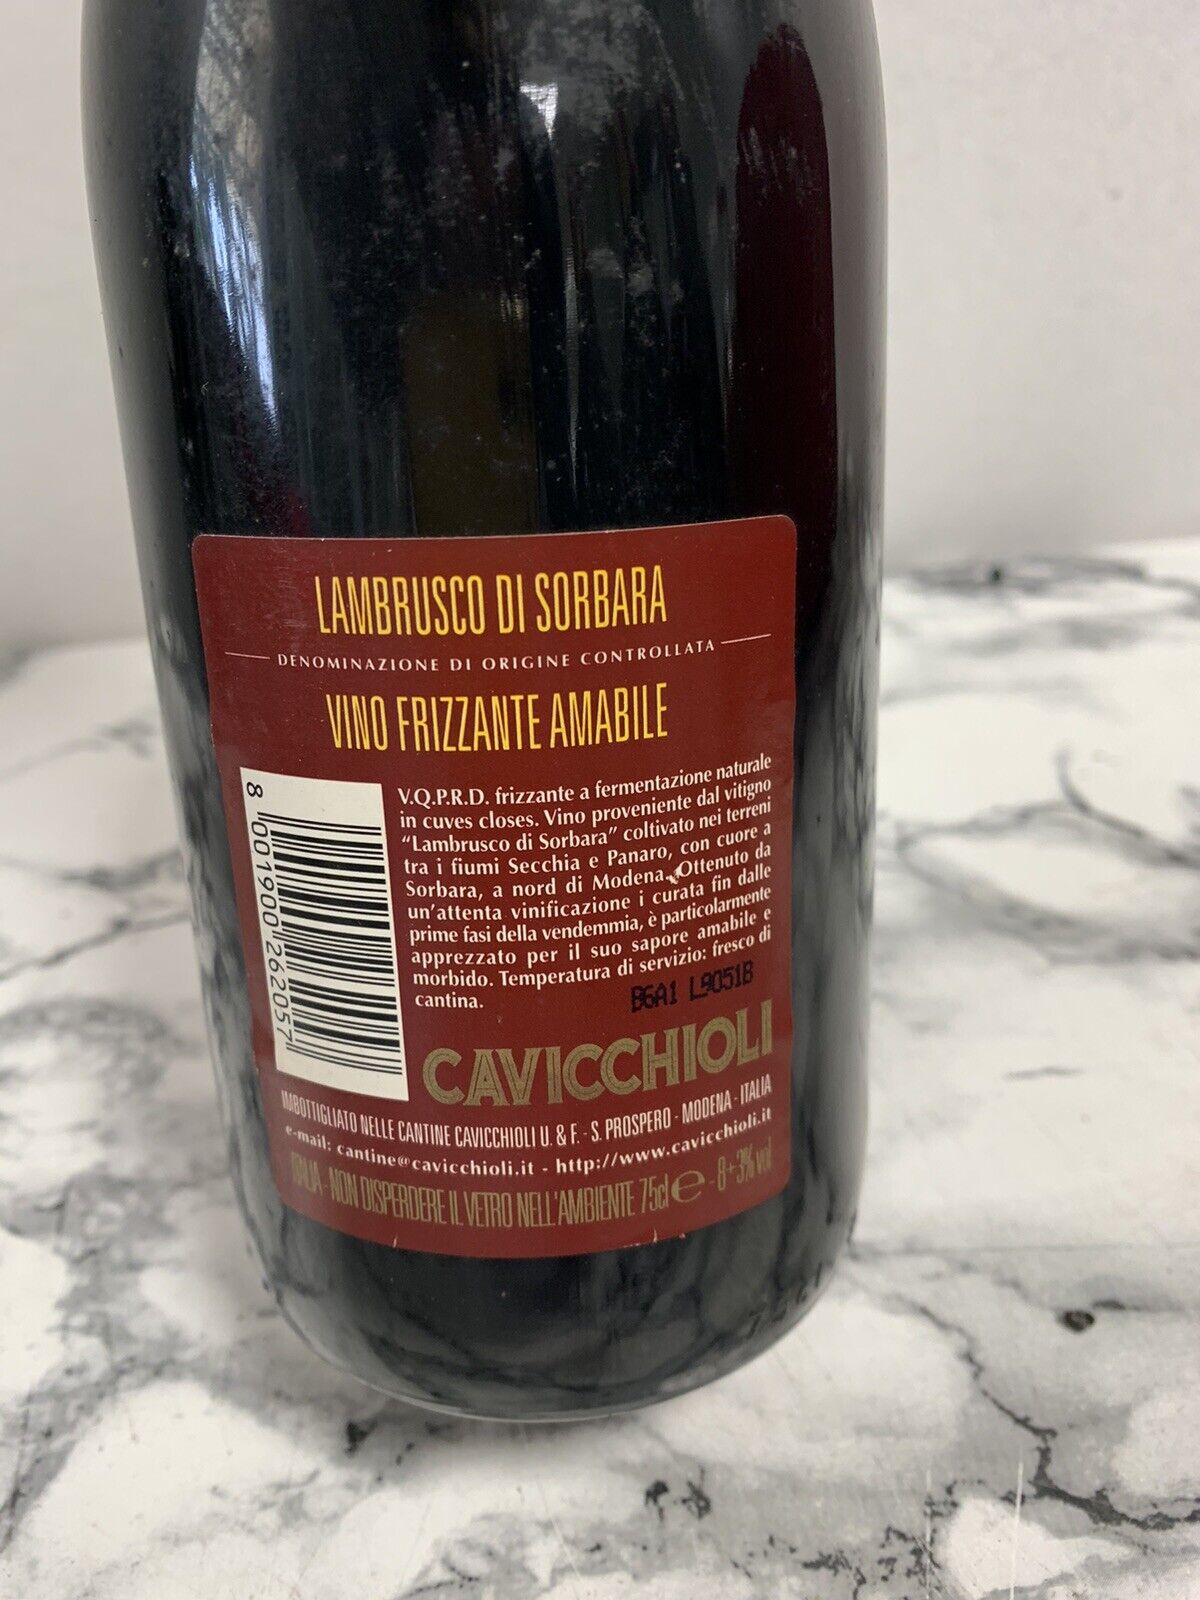 LAMBRUSCO DI SORBARA
DENOMINAZIONE DI ORIGINE CONTROLLATA
VINO FRIZZANTE AMABILE
8 001900 262057
V.Q.P.R.D. frizzante a fermentazione naturale
in cuves closes. Vino proveniente dal vitigno
"Lambrusco di Sorbara" coltivato nei terreni
tra i fiumi Secchia e Panaro, con cuore a
Sorbara, a nord di Modena. Ottenuto da
un'attenta vinificazione i curata fin dalle
prime fasi della vendemmia, è particolarmente
apprezzato per il suo sapore amabile e
morbido. Temperatura di servizio: fresco di
cantina.
B6A1 L9051B
CAVICCHIOLI
IMBOTTIGLIATO NELLE CANTINE CAVICCHIOLI U. & F. - S. PROSPERO - MODENA - ITALIA
e-mail: cantine@cavicchioli.it - http://www.cavicchioli.it
ITALIA - NON DISPERDERE IL VETRO NELL'AMBIENTE 75cl e - 8+3% vol